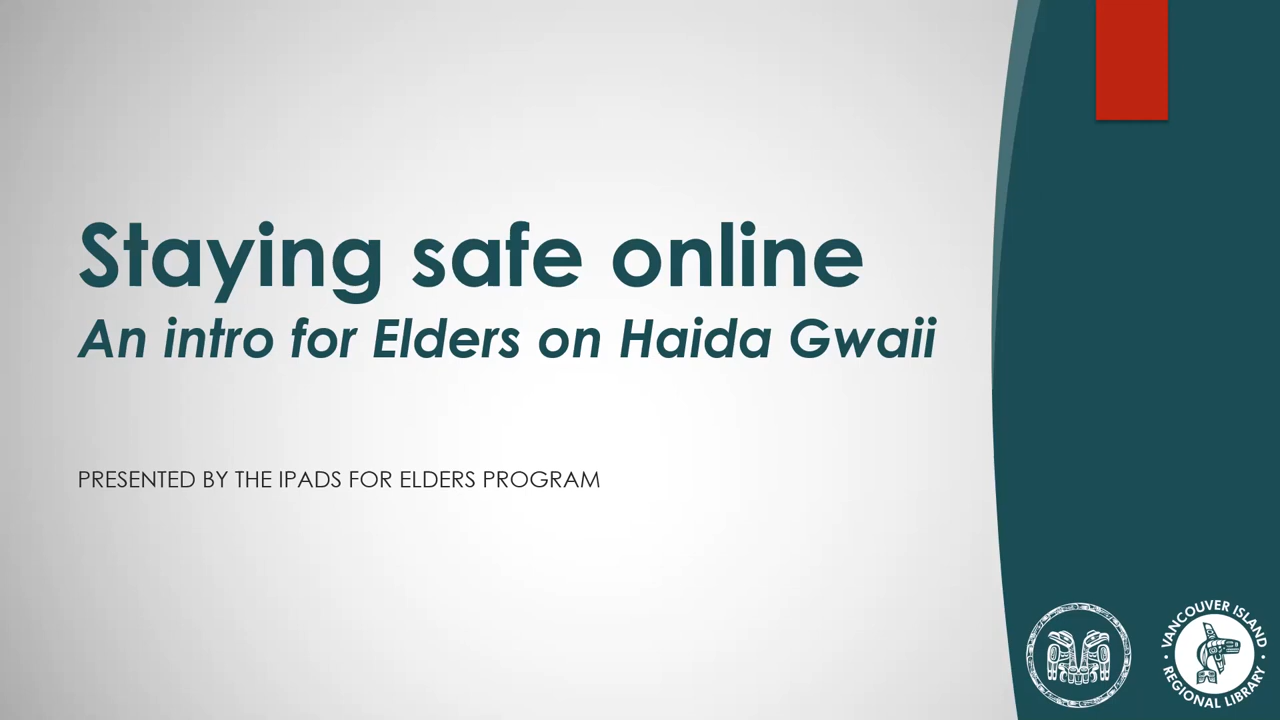 Staying safe online
An intro for Elders on Haida Gwaii
PRESENTED BY THE IPADS FOR ELDERS PROGRAM
VANCOUVER ISLAND
REGIONAL LIBRARY